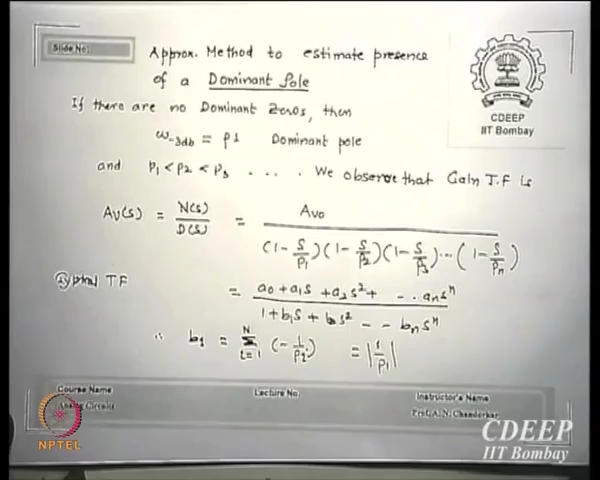 Slide No:
Approx. Method to estimate presence
of a Dominant Pole
If there are no Dominant Zeros, then
ω-3db = p1 Dominant pole
and p1 < p2 < p3 . . . . We observe that Gain T.F is
Av(s) = N(s)/D(s) = Avo / (1 - s/p1)(1 - s/p2)(1 - s/p3)...(1 - s/pn)
Typical TF = a0 + a1s + a2s² + . . . ans^n / 1 + b1s + b2s² - - bns^n
∴ b1 = Σ(i=1 to N) (-1/pi) = |1/p1|
CDEEP
IIT Bombay
Course Name
Analog Circuits
Lecture No.
Instructor's Name
Prof. A. N. Chandorkar
NPTEL
CDEEP
IIT Bombay